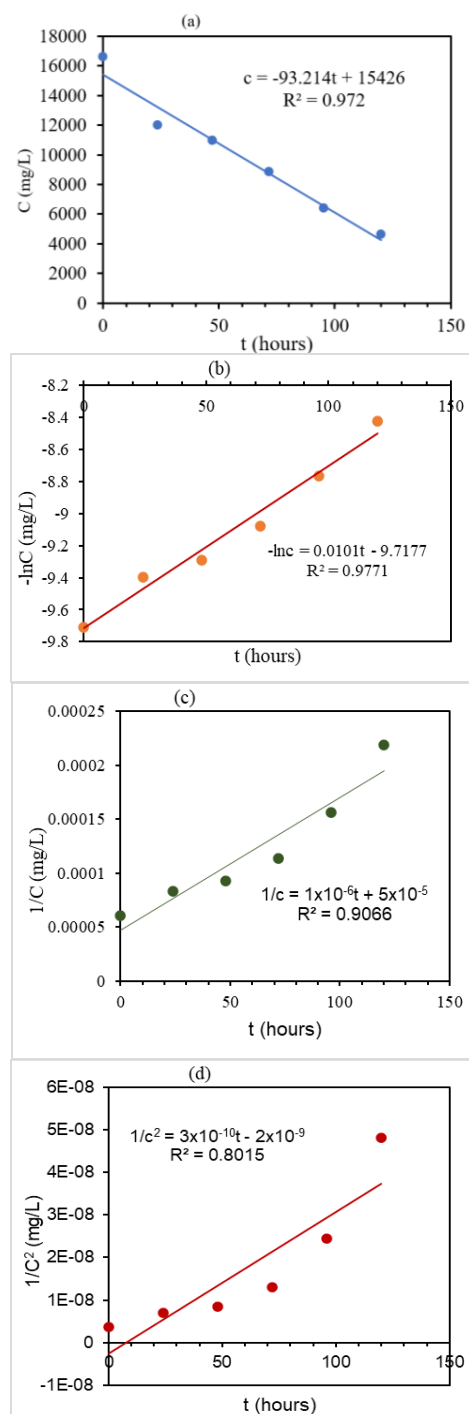 (a)
18000
16000
14000
12000
10000
8000
6000
4000
2000
0
C (mg/L)
c = -93.214t + 15426
R² = 0.972
0
50
100
150
t (hours)
(b)
-8.2
-8.4
-8.6
-8.8
-9
-9.2
-9.4
-9.6
-9.8
0
50
100
150
-lnC (mg/L)
-lnc = 0.0101t - 9.7177
R² = 0.9771
t (hours)
(c)
0.00025
0.0002
0.00015
0.0001
0.00005
0
1/C (mg/L)
1/c = 1x10⁻⁶t + 5x10⁻⁵
R² = 0.9066
0
50
100
150
t (hours)
(d)
6E-08
5E-08
4E-08
3E-08
2E-08
1E-08
0
-1E-08
1/C² (mg/L)
1/c² = 3x10⁻¹⁰t - 2x10⁻⁹
R² = 0.8015
0
50
100
150
t (hours)